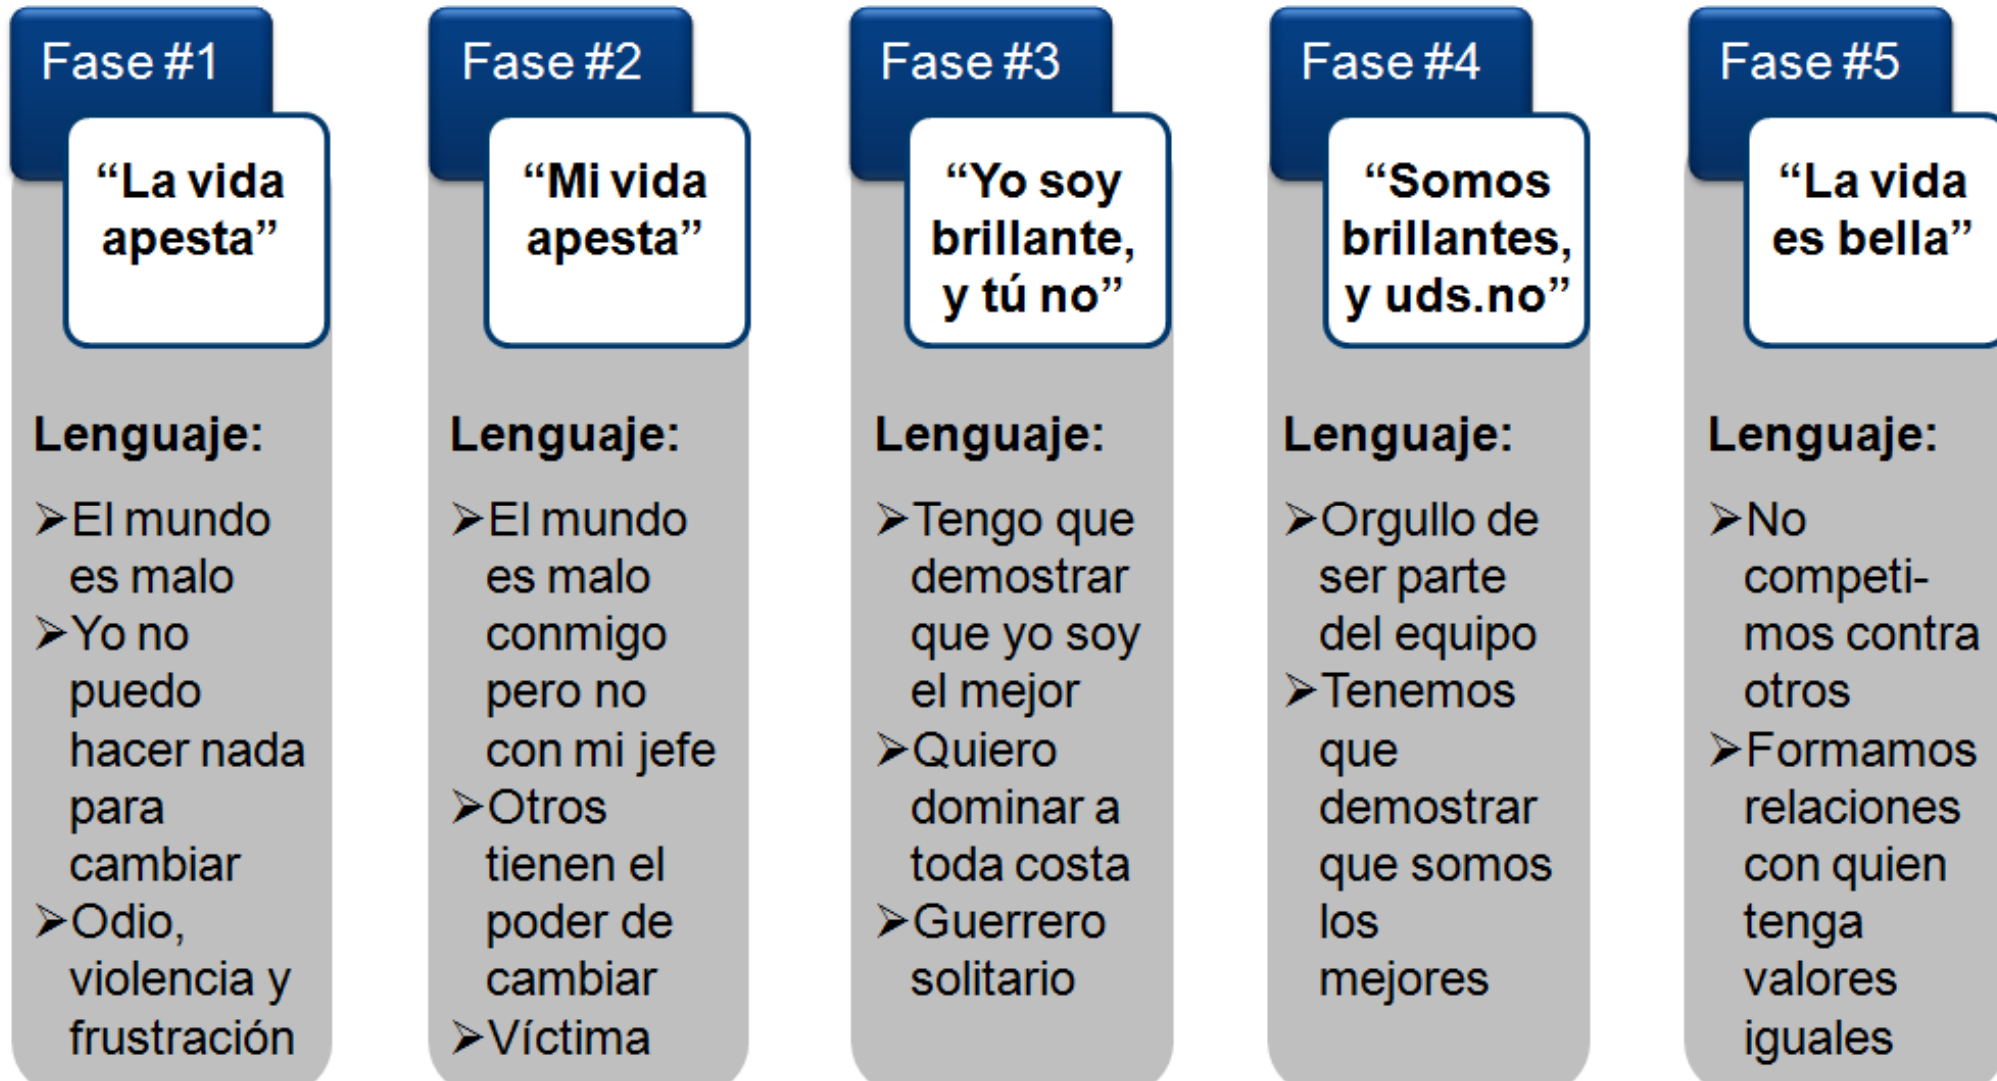 Fase #1
“La vida
apesta”
Lenguaje:
➢El mundo
es malo
➢Yo no
puedo
hacer nada
para
cambiar
➢Odio,
violencia y
frustración
Fase #2
“Mi vida
apesta”
Lenguaje:
➢El mundo
es malo
conmigo
pero no
con mi jefe
➢Otros
tienen el
poder de
cambiar
➢Víctima
Fase #3
“Yo soy
brillante,
y tú no”
Lenguaje:
➢Tengo que
demostrar
que yo soy
el mejor
➢Quiero
dominar a
toda costa
➢Guerrero
solitario
Fase #4
“Somos
brillantes,
y uds.no”
Lenguaje:
➢Orgullo de
ser parte
del equipo
➢Tenemos
que
demostrar
que somos
los
mejores
Fase #5
“La vida
es bella”
Lenguaje:
➢No
competi-
mos contra
otros
➢Formamos
relaciones
con quien
tenga
valores
iguales